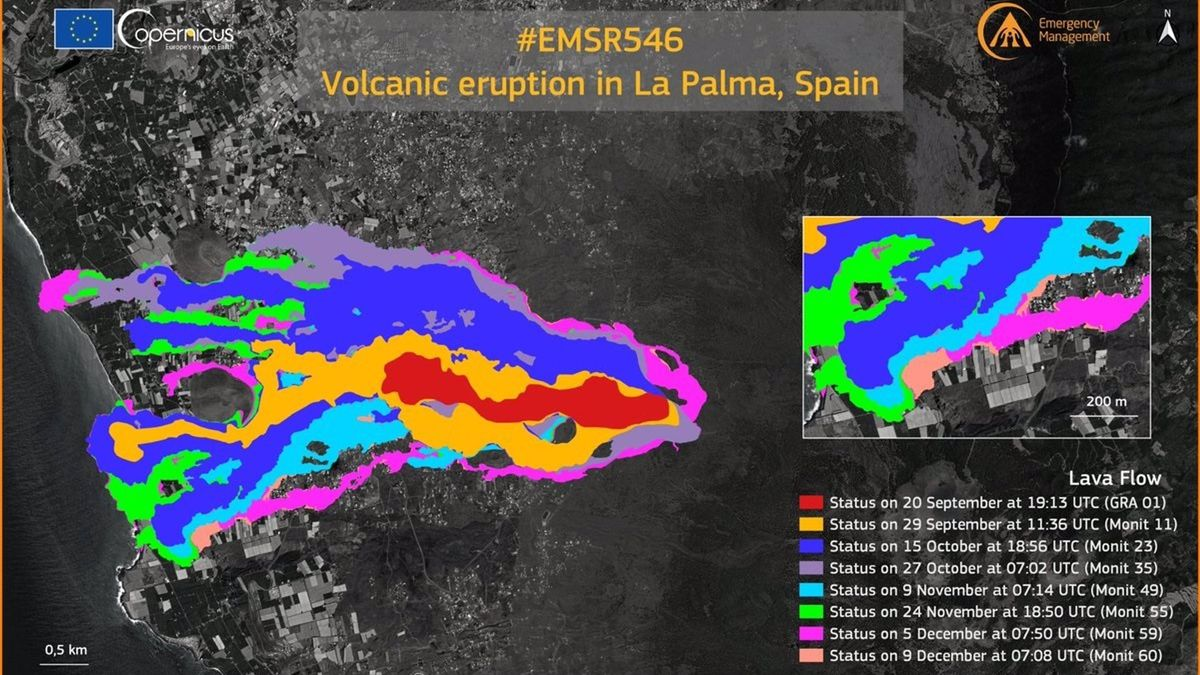 Copernicus
Europe's eyes on Earth
#EMSR546
Volcanic eruption in La Palma, Spain
Emergency
Management
N
200 m
Lava Flow
Status on 20 September at 19:13 UTC (GRA 01)
Status on 29 September at 11:36 UTC (Monit 11)
Status on 15 October at 18:56 UTC (Monit 23)
Status on 27 October at 07:02 UTC (Monit 35)
Status on 9 November at 07:14 UTC (Monit 49)
Status on 24 November at 18:50 UTC (Monit 55)
Status on 5 December at 07:50 UTC (Monit 59)
Status on 9 December at 07:08 UTC (Monit 60)
0,5 km